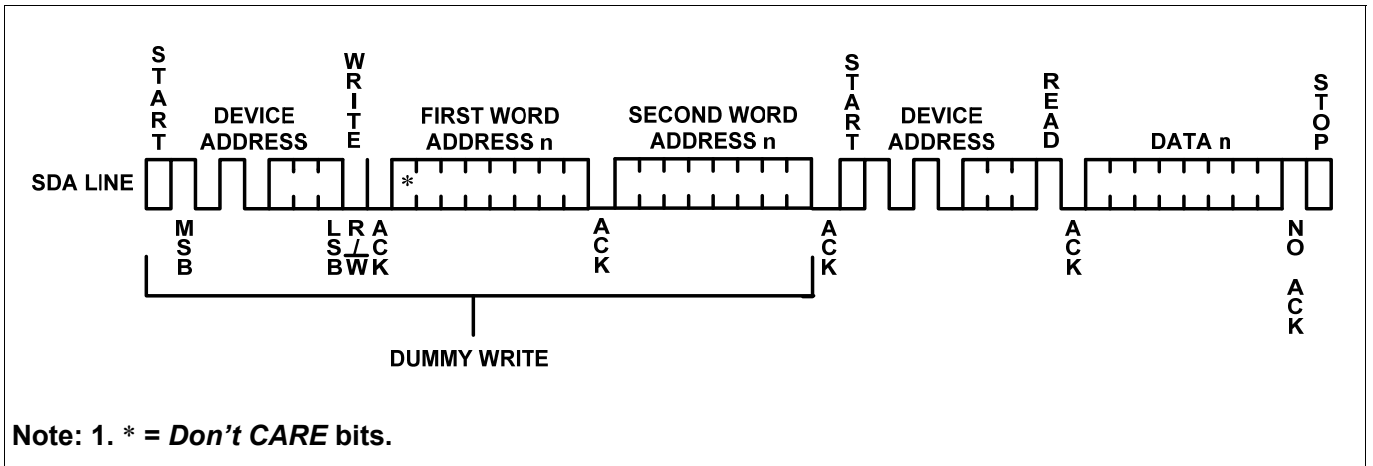 START
DEVICE
ADDRESS
WRITE
FIRST WORD
ADDRESS n
SECOND WORD
ADDRESS n
START
DEVICE
ADDRESS
READ
DATA n
STOP
SDA LINE
*
MSB
LSB
R/W
ACK
ACK
ACK
ACK
NO ACK
DUMMY WRITE
Note: 1. * = Don't CARE bits.